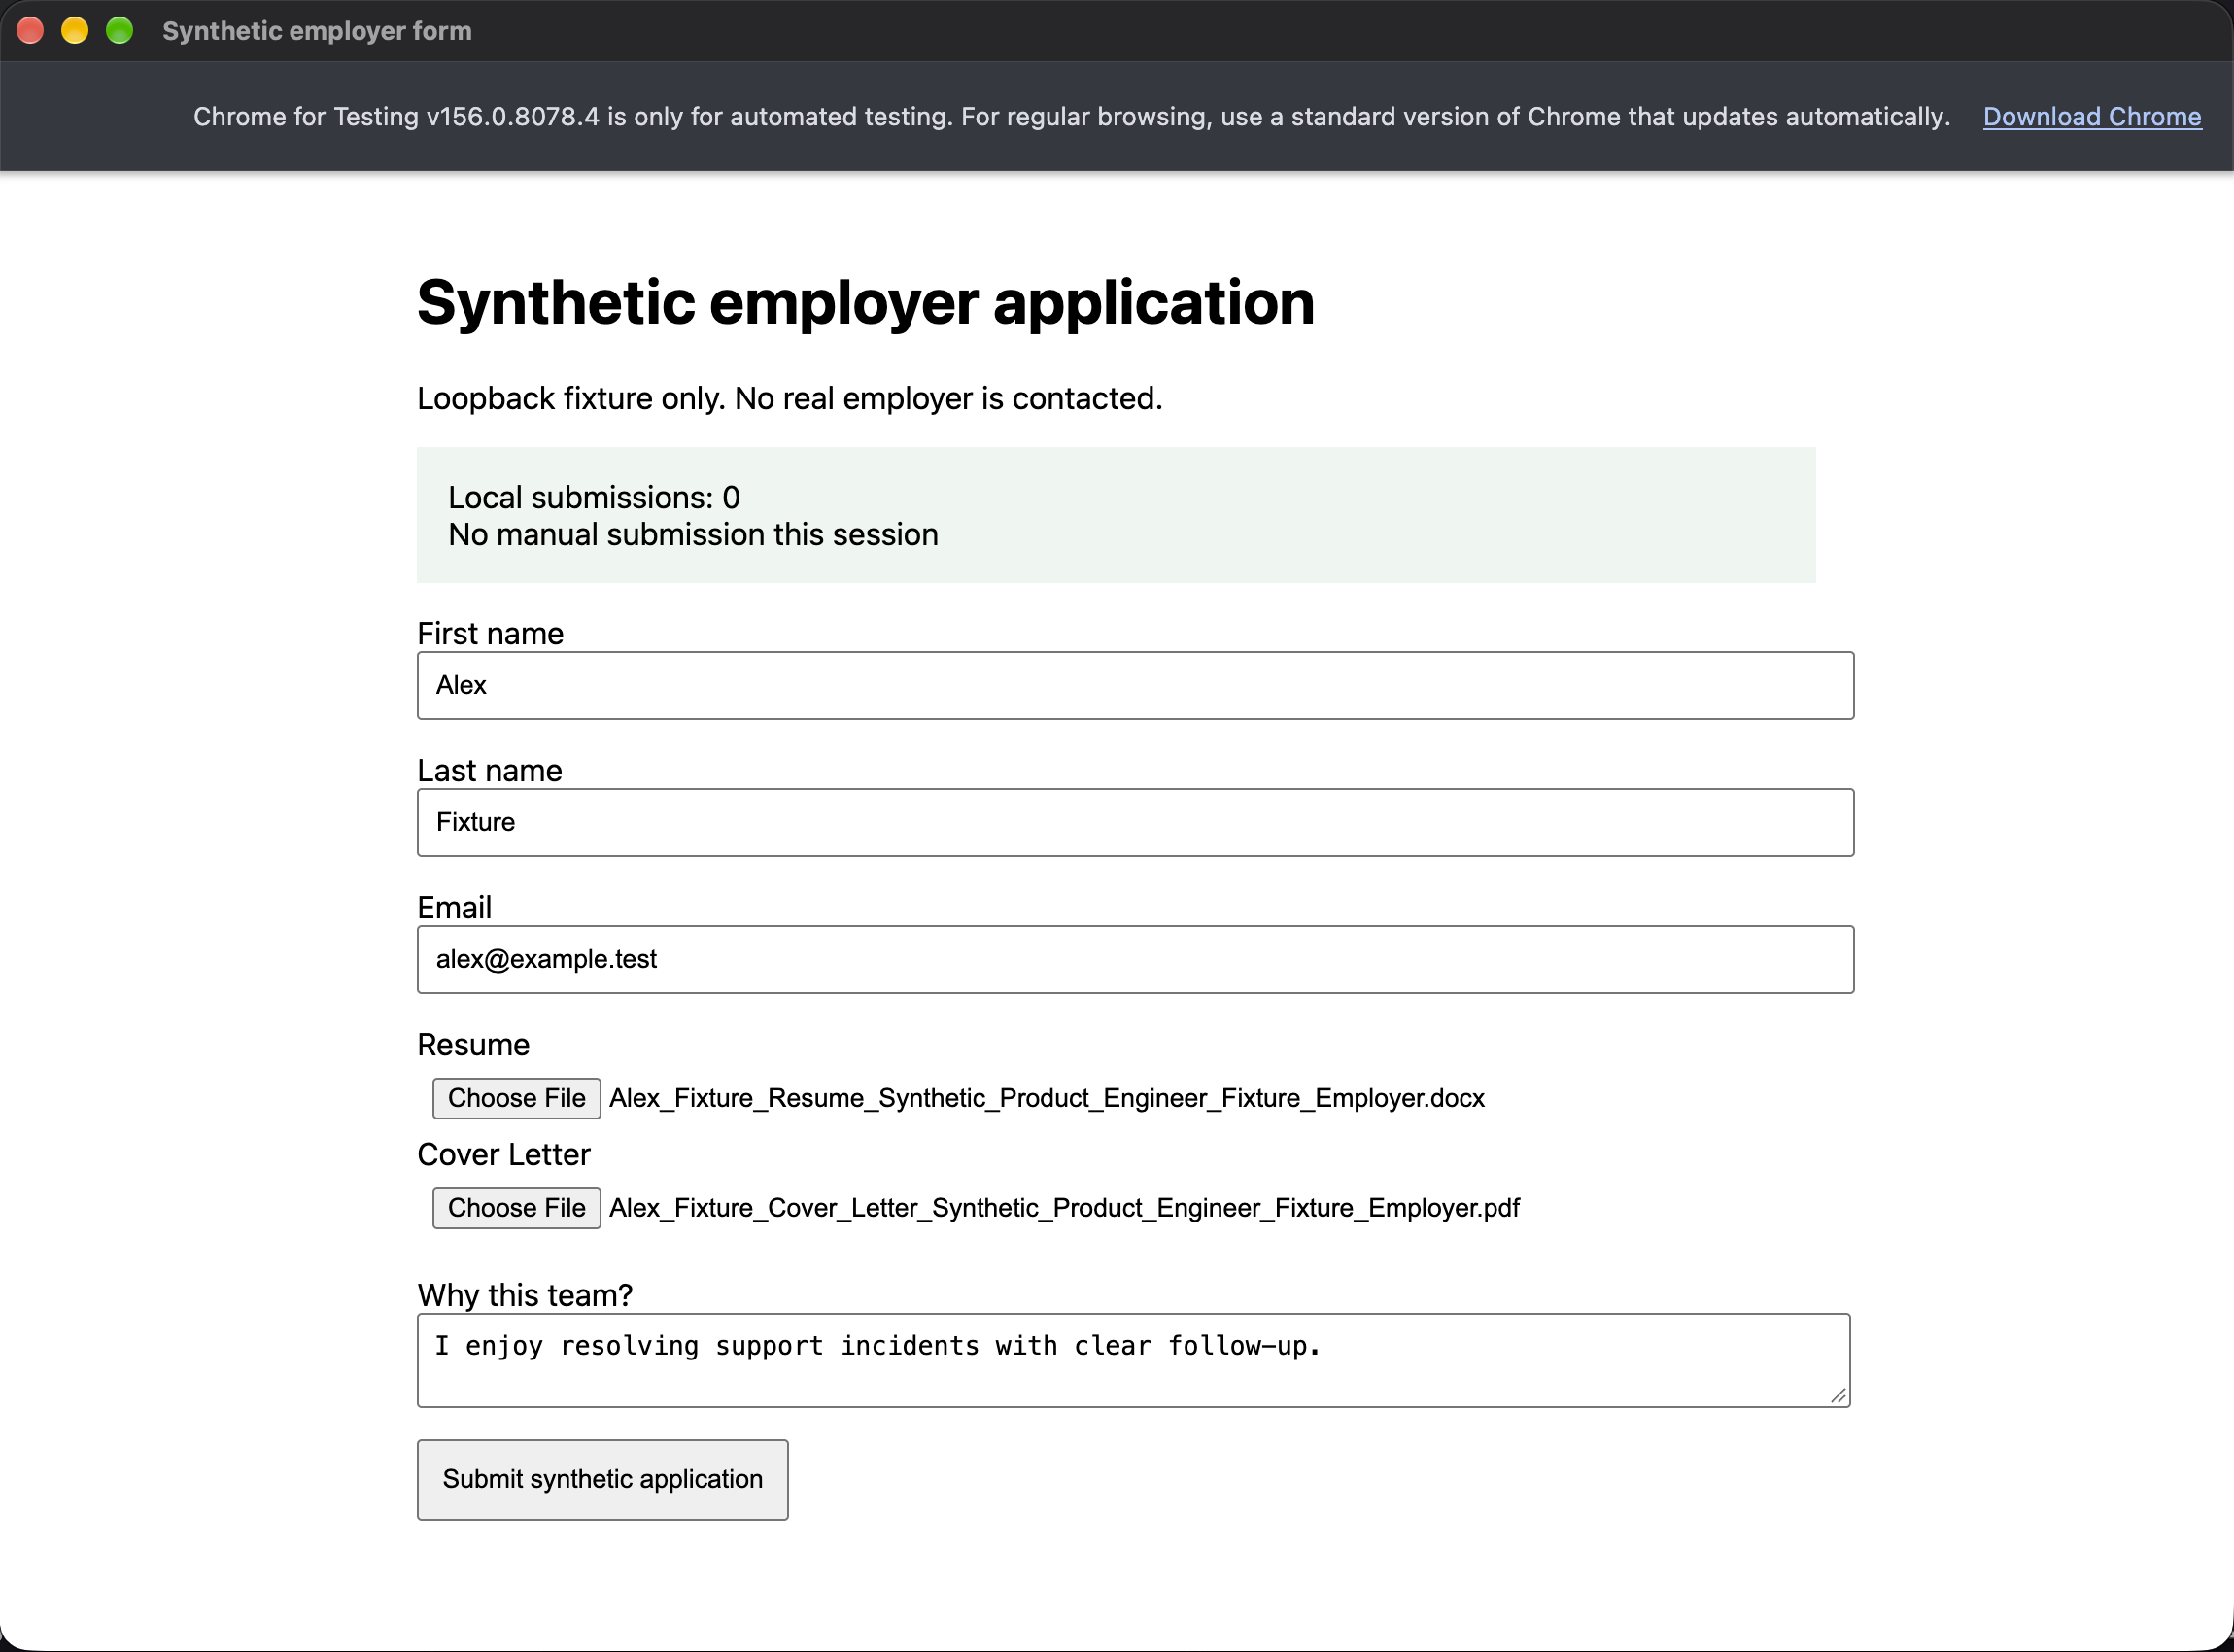 Synthetic employer form
Chrome for Testing v156.0.8078.4 is only for automated testing. For regular browsing, use a standard version of Chrome that updates automatically. Download Chrome
Synthetic employer application
Loopback fixture only. No real employer is contacted.
Local submissions: 0
No manual submission this session
First name
Alex
Last name
Fixture
Email
alex@example.test
Resume
Choose File Alex_Fixture_Resume_Synthetic_Product_Engineer_Fixture_Employer.docx
Cover Letter
Choose File Alex_Fixture_Cover_Letter_Synthetic_Product_Engineer_Fixture_Employer.pdf
Why this team?
I enjoy resolving support incidents with clear follow-up.
Submit synthetic application